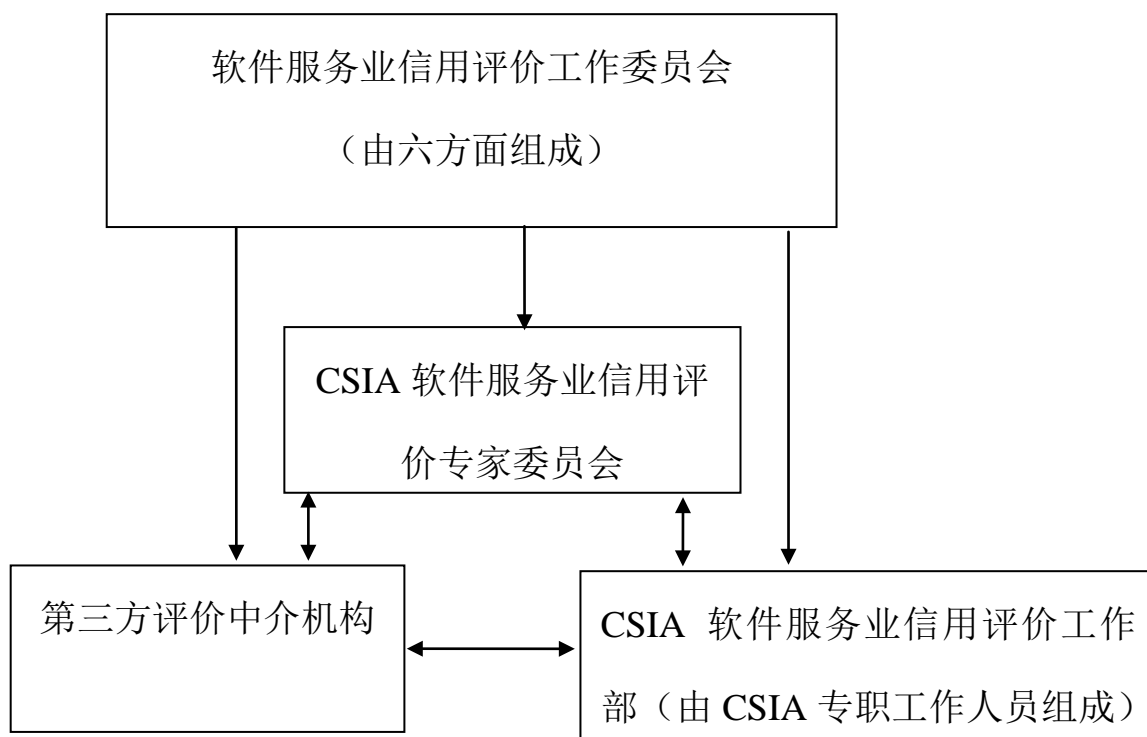 软件服务业信用评价工作委员会
（由六方面组成）
CSIA 软件服务业信用评
价专家委员会
第三方评价中介机构
CSIA 软件服务业信用评价工作
部（由 CSIA 专职工作人员组成）